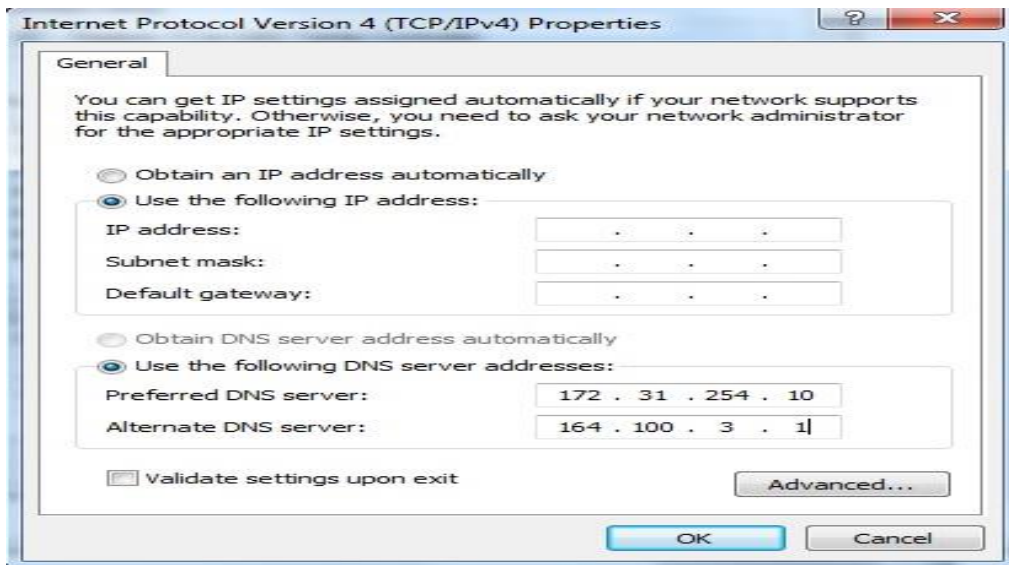 Internet Protocol Version 4 (TCP/IPv4) Properties
?
General
You can get IP settings assigned automatically if your network supports
this capability. Otherwise, you need to ask your network administrator
for the appropriate IP settings.
Obtain an IP address automatically
Use the following IP address:
IP address: . . .
Subnet mask: . . .
Default gateway: . . .
Obtain DNS server address automatically
Use the following DNS server addresses:
Preferred DNS server: 172 . 31 . 254 . 10
Alternate DNS server: 164 . 100 . 3 . 1
Validate settings upon exit
Advanced...
OK Cancel